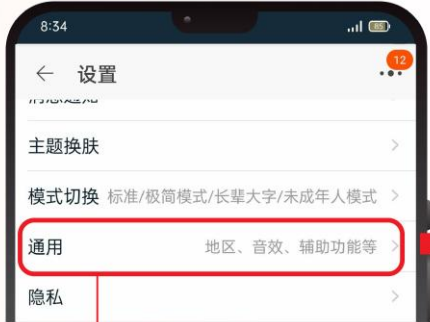 8:34
65
← 设置
12
主题换肤
模式切换 标准/极简模式/长辈大字/未成年人模式
通用 地区、音效、辅助功能等
隐私